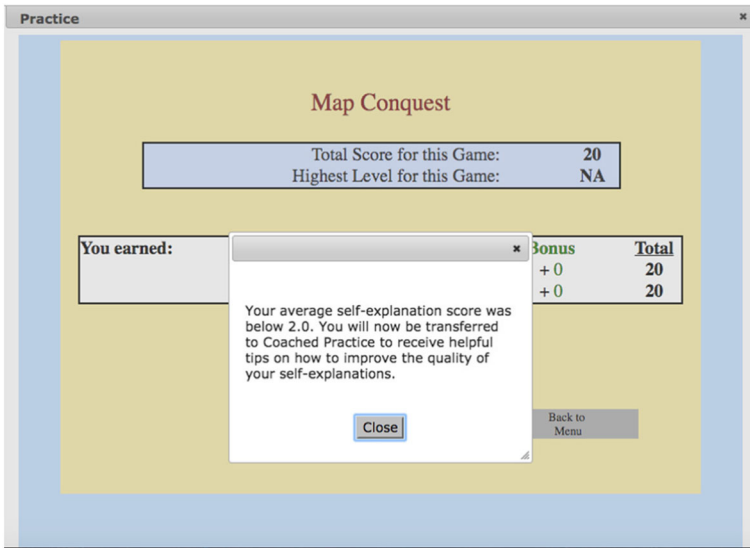 Practice
Map Conquest
Total Score for this Game: 20
Highest Level for this Game: NA
You earned: Bonus Total
+ 0 20
+ 0 20
Your average self-explanation score was
below 2.0. You will now be transferred
to Coached Practice to receive helpful
tips on how to improve the quality of
your self-explanations.
Close
Back to
Menu